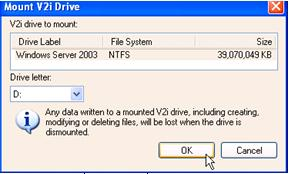 Mount V2i Drive
V2i drive to mount:
Drive Label File System Size
Windows Server 2003 NTFS 39,070,049 KB
Drive letter:
D:
Any data written to a mounted V2i drive, including creating,
modifying or deleting files, will be lost when the drive is
dismounted.
OK Cancel